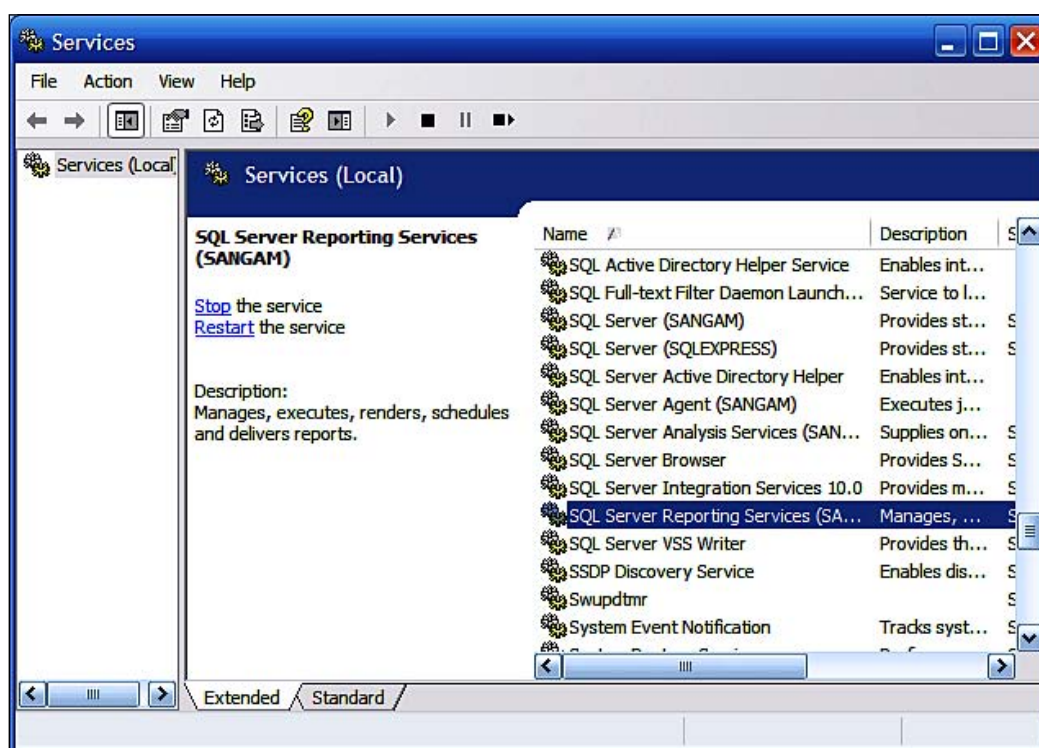 Services
File Action View Help
Services (Local
Services (Local)
SQL Server Reporting Services
(SANGAM)
Stop the service
Restart the service
Description:
Manages, executes, renders, schedules
and delivers reports.
Name Description S
SQL Active Directory Helper Service Enables int...
SQL Full-text Filter Daemon Launch... Service to l...
SQL Server (SANGAM) Provides st... S
SQL Server (SQLEXPRESS) Provides st... S
SQL Server Active Directory Helper Enables int...
SQL Server Agent (SANGAM) Executes j...
SQL Server Analysis Services (SAN... Supplies on... S
SQL Server Browser Provides S... S
SQL Server Integration Services 10.0 Provides m... S
SQL Server Reporting Services (SA... Manages, ... S
SQL Server VSS Writer Provides th... S
SSDP Discovery Service Enables dis... S
Swupdtmr S
System Event Notification Tracks syst... S
Extended Standard